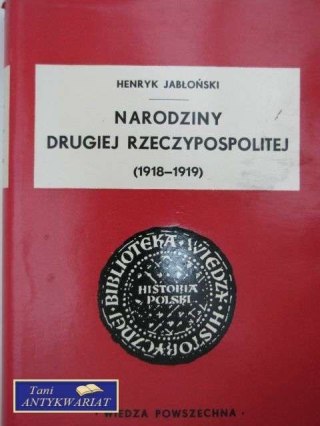 HENRYK JABŁOŃSKI
NARODZINY
DRUGIEJ RZECZYPOSPOLITEJ
(1918–1919)
BIBLIOTEKA · WIEDZY · HISTORYCZNEJ ·
HISTORIA
POLSKI
Tani
ANTYKWARIAT
· WIEDZA POWSZECHNA ·